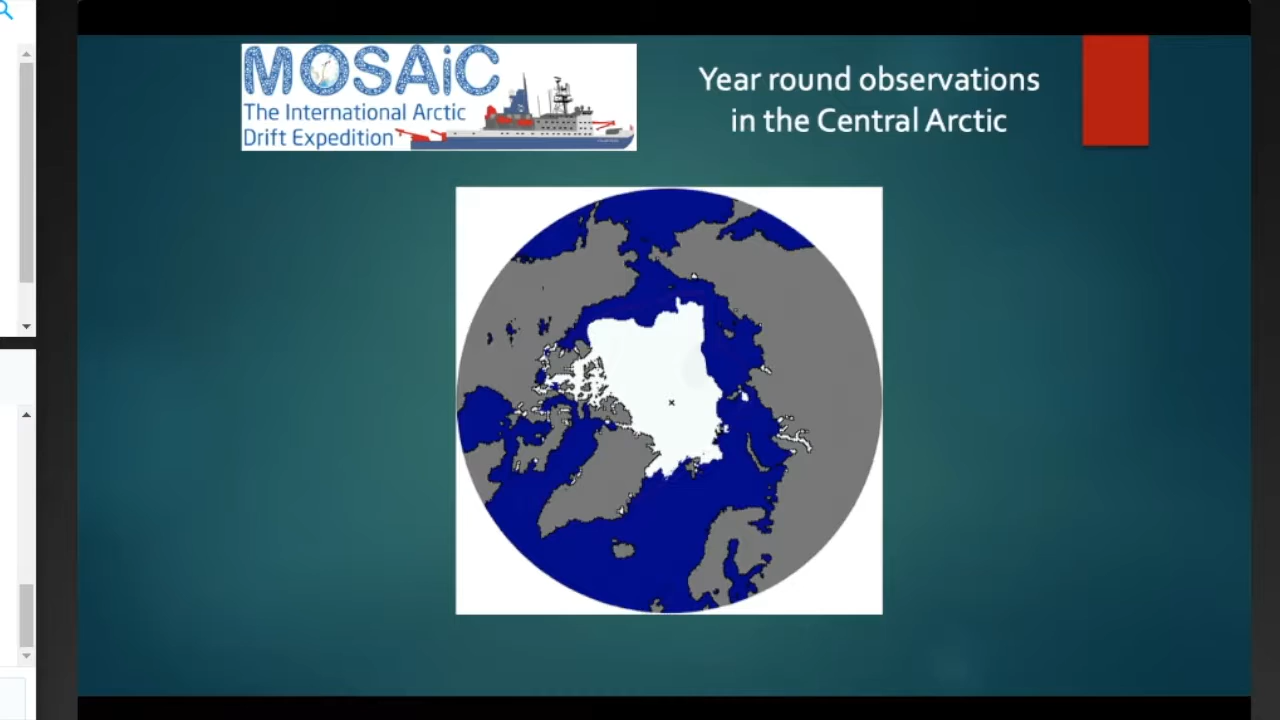 MOSAiC
The International Arctic
Drift Expedition
Year round observations
in the Central Arctic